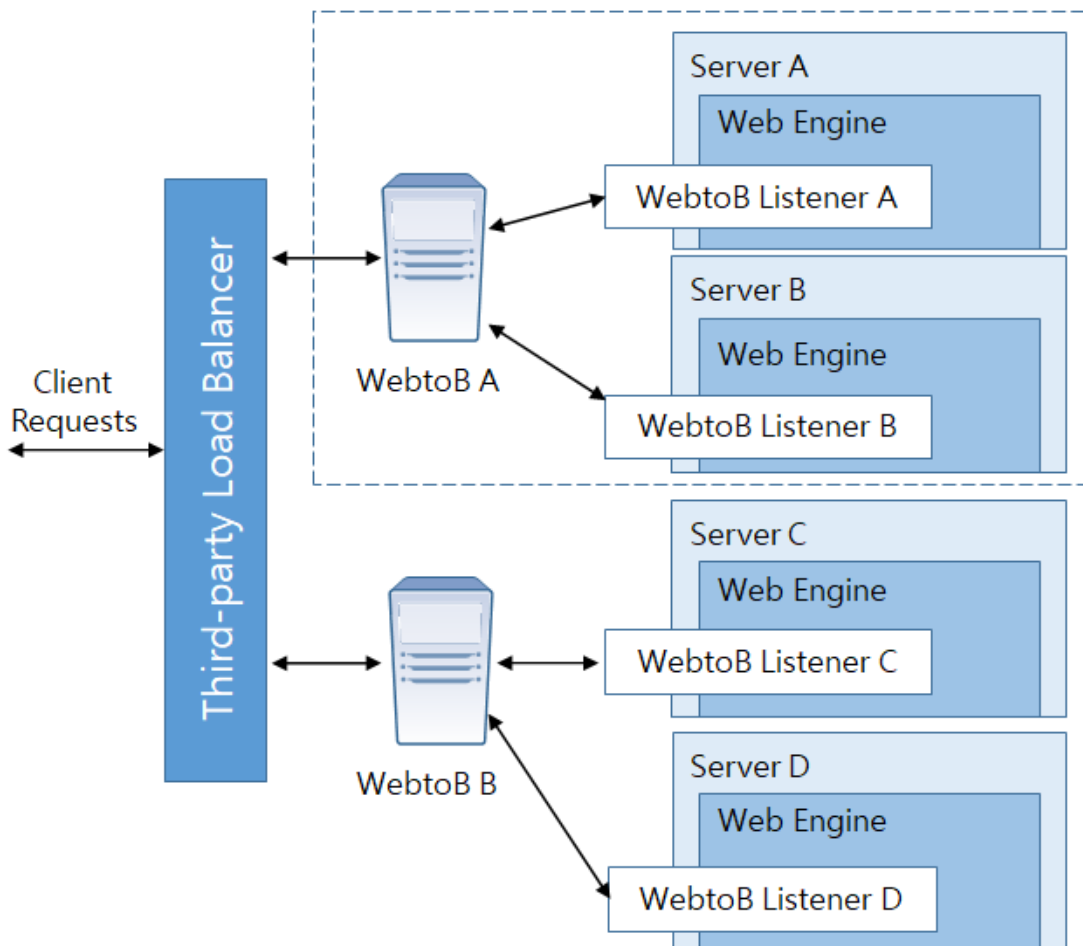 Client
Requests
Third-party Load Balancer
WebtoB A
WebtoB B
Server A
Web Engine
WebtoB Listener A
Server B
Web Engine
WebtoB Listener B
Server C
Web Engine
WebtoB Listener C
Server D
Web Engine
WebtoB Listener D